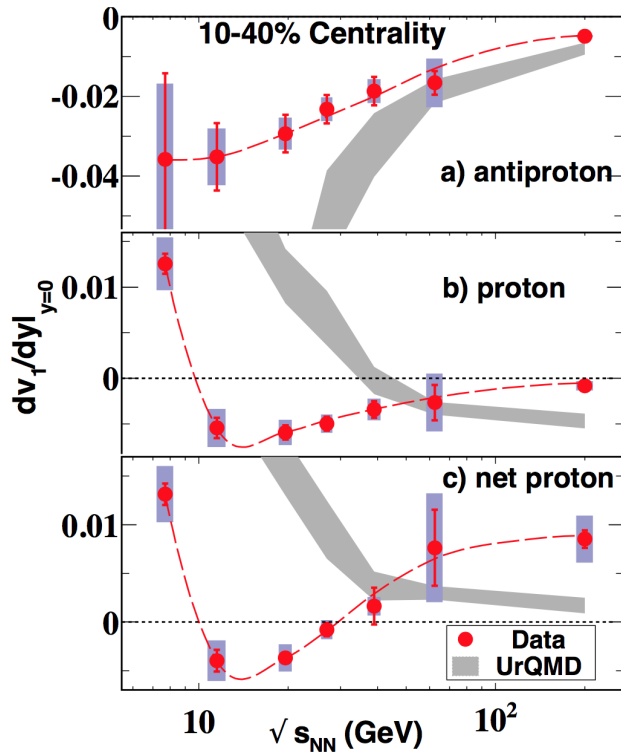 10-40% Centrality
0
-0.02
-0.04
a) antiproton
0.01
0
b) proton
dv1/dy|y=0
0.01
0
c) net proton
Data
UrQMD
10
10²
√ sNN (GeV)